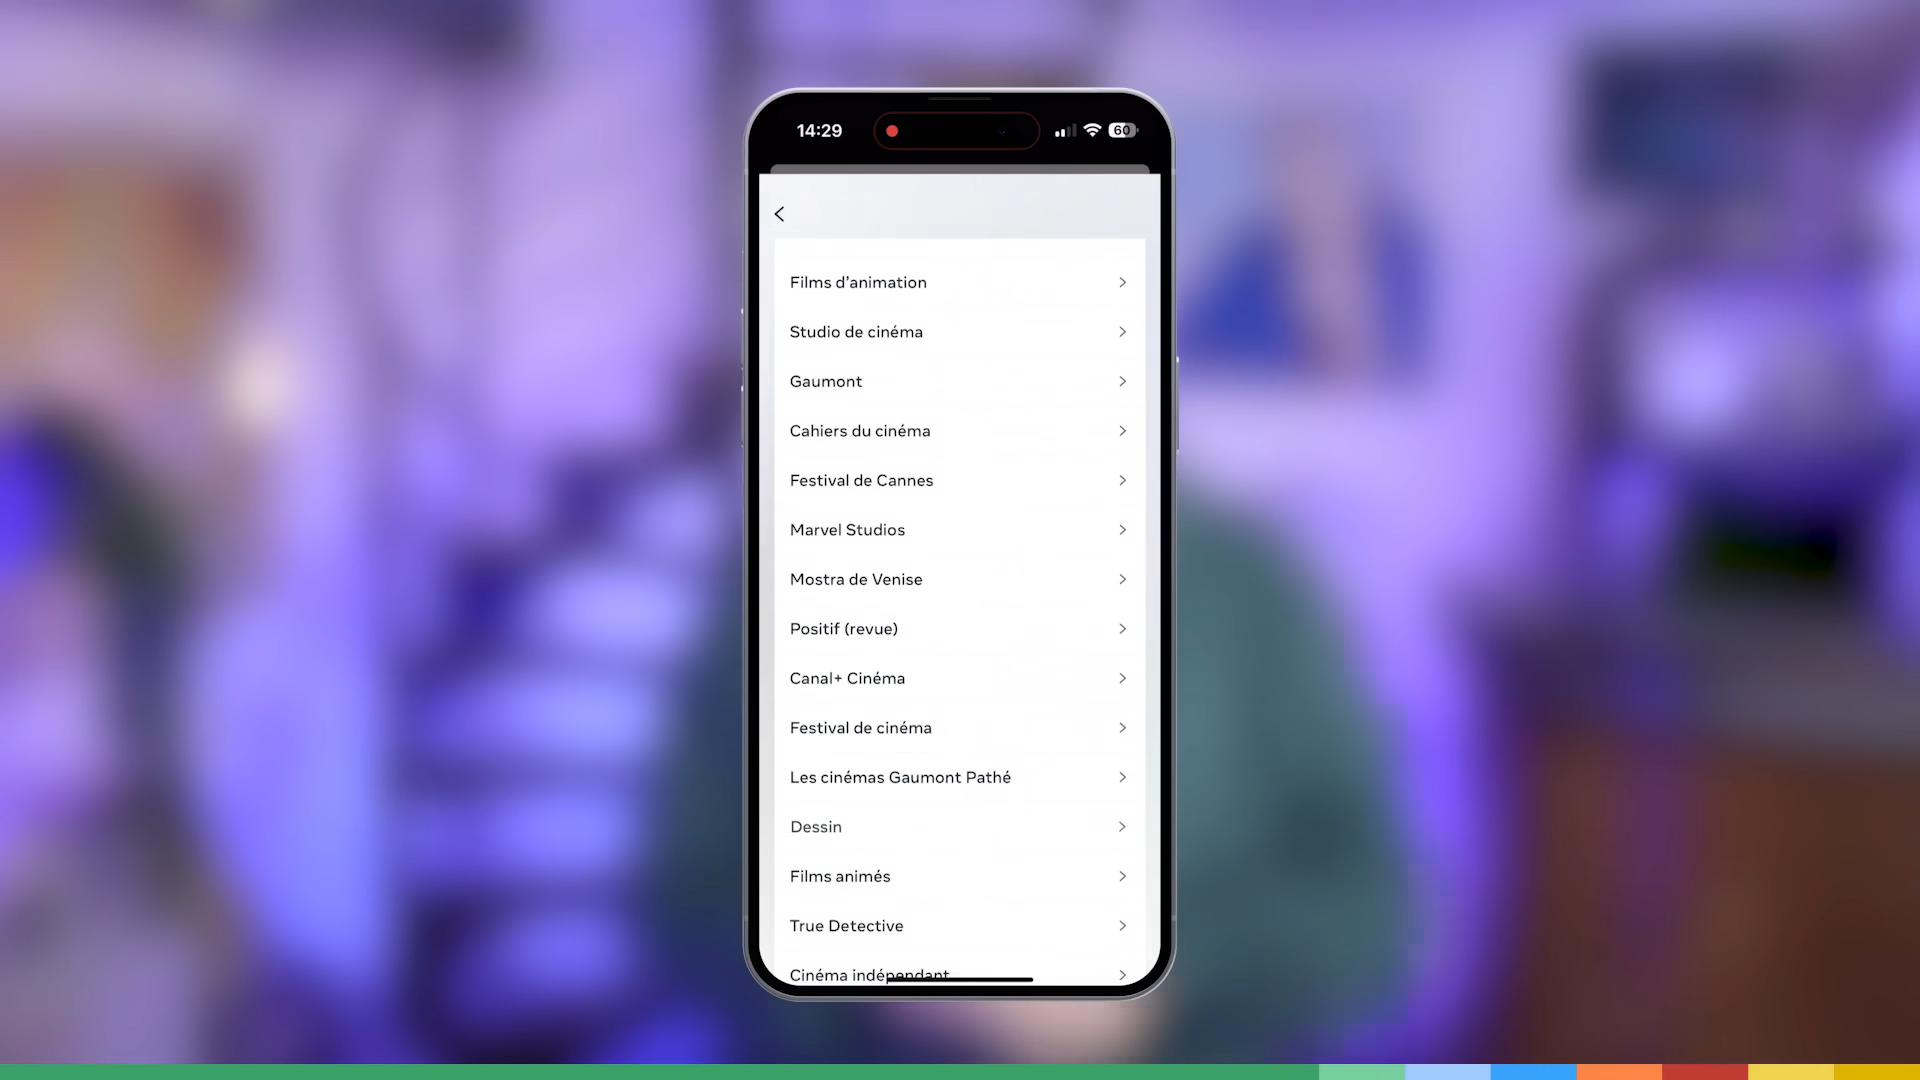 14:29
60
Films d’animation
Studio de cinéma
Gaumont
Cahiers du cinéma
Festival de Cannes
Marvel Studios
Mostra de Venise
Positif (revue)
Canal+ Cinéma
Festival de cinéma
Les cinémas Gaumont Pathé
Dessin
Films animés
True Detective
Cinéma indépendant